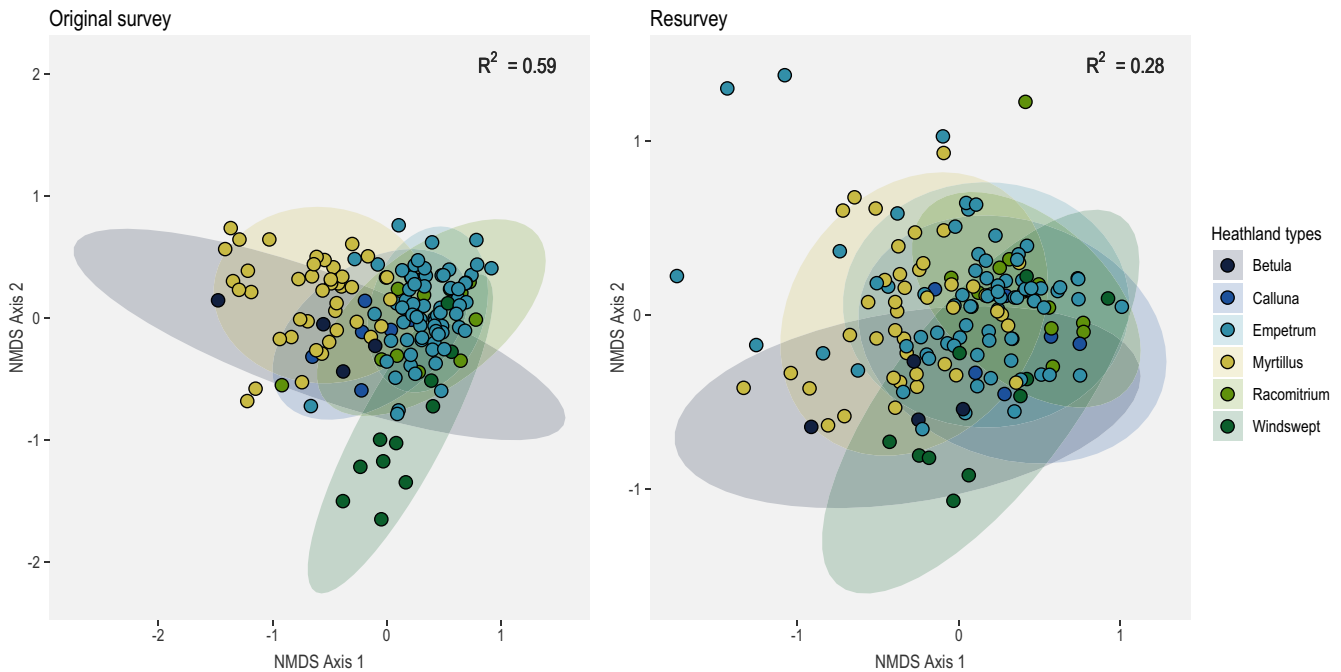 Original survey
R² = 0.59
2
1
0
-1
-2
NMDS Axis 2
-2
-1
0
1
NMDS Axis 1
Resurvey
R² = 0.28
1
0
-1
NMDS Axis 2
-1
0
1
NMDS Axis 1
Heathland types
Betula
Calluna
Empetrum
Myrtillus
Racomitrium
Windswept